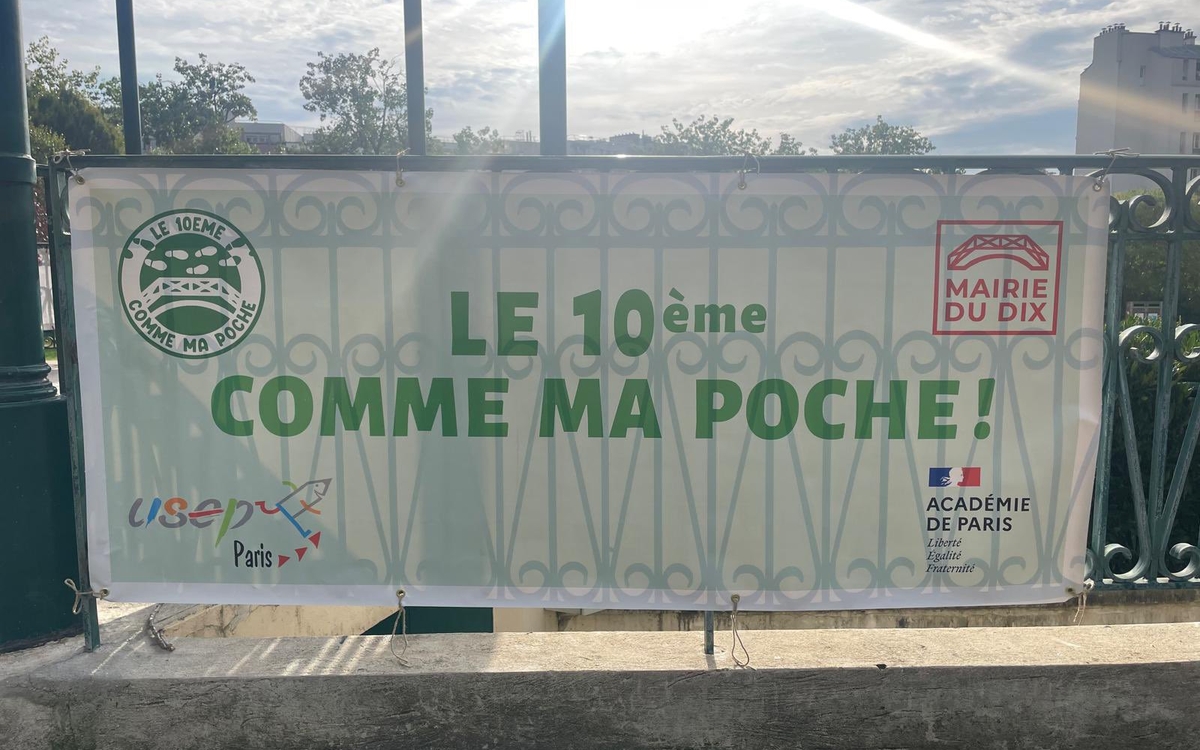 LE 10EME
COMME MA POCHE
MAIRIE
DU DIX
LE 10ème
COMME MA POCHE !
usep
Paris
ACADÉMIE
DE PARIS
Liberté
Égalité
Fraternité